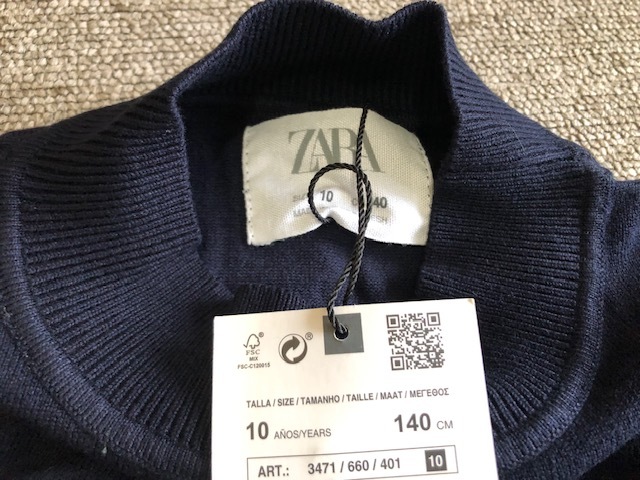 ZARA
10
40
FSC
MIX
FSC-C120015
TALLA / SIZE / TAMANHO / TAILLE / MAAT / ΜΕΓΕΘΟΣ
10 AÑOS/YEARS 140 CM
ART.: 3471 / 660 / 401 10